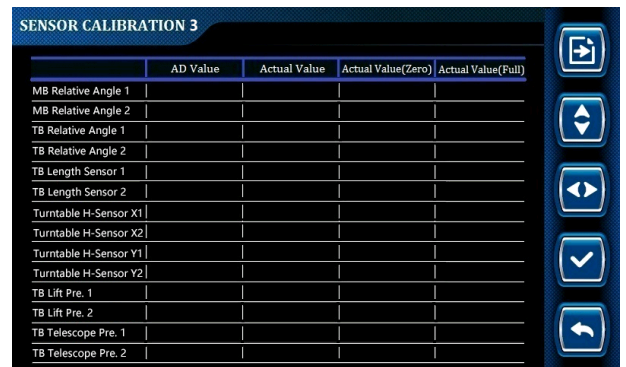 SENSOR CALIBRATION 3
AD Value Actual Value Actual Value(Zero) Actual Value(Full)
MB Relative Angle 1
MB Relative Angle 2
TB Relative Angle 1
TB Relative Angle 2
TB Length Sensor 1
TB Length Sensor 2
Turntable H-Sensor X1
Turntable H-Sensor X2
Turntable H-Sensor Y1
Turntable H-Sensor Y2
TB Lift Pre. 1
TB Lift Pre. 2
TB Telescope Pre. 1
TB Telescope Pre. 2